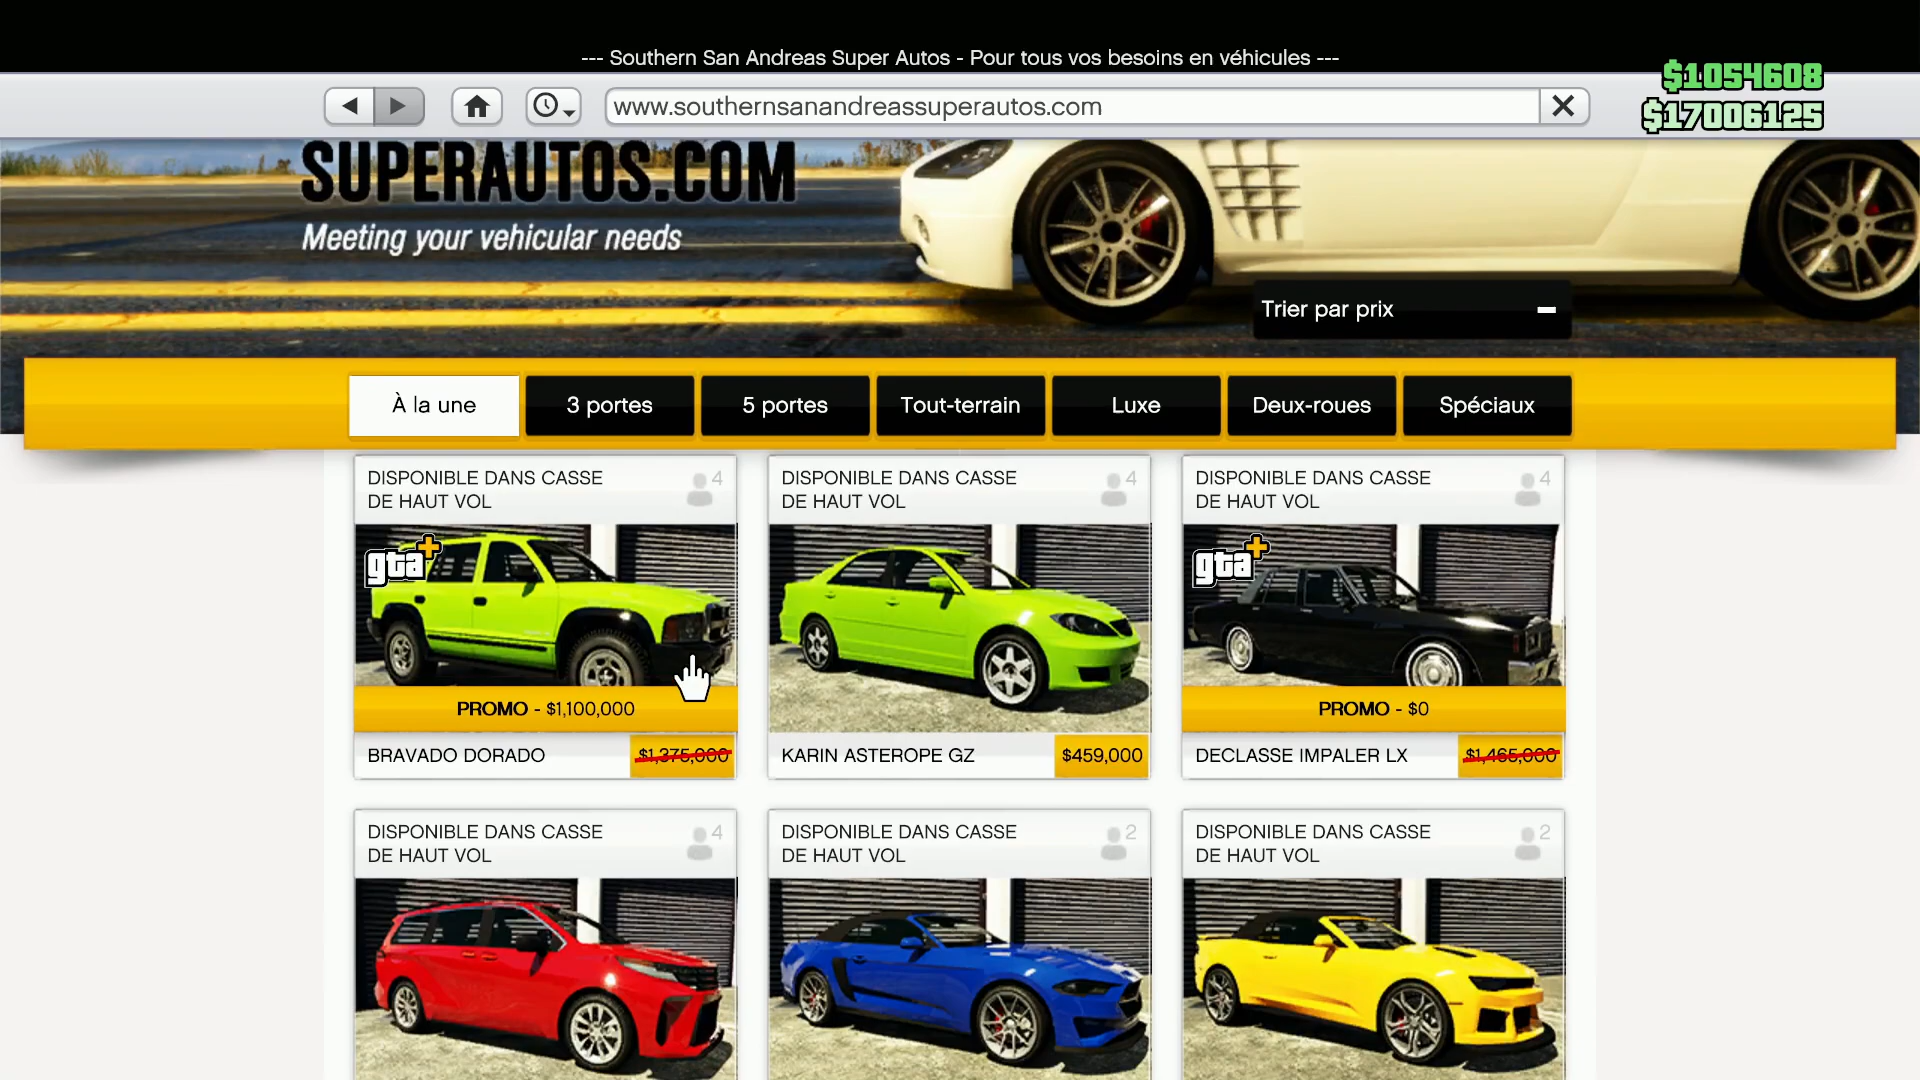 --- Southern San Andreas Super Autos - Pour tous vos besoins en véhicules ---
$1054608
www.southernsanandreassuperautos.com
$17006125
SUPERAUTOS.COM
Meeting your vehicular needs
Trier par prix
À la une
3 portes
5 portes
Tout-terrain
Luxe
Deux-roues
Spéciaux
DISPONIBLE DANS CASSE
DE HAUT VOL
4
gta+
PROMO - $1,100,000
BRAVADO DORADO
$1,375,000
DISPONIBLE DANS CASSE
DE HAUT VOL
4
KARIN ASTEROPE GZ
$459,000
DISPONIBLE DANS CASSE
DE HAUT VOL
4
gta+
PROMO - $0
DECLASSE IMPALER LX
$1,465,000
DISPONIBLE DANS CASSE
DE HAUT VOL
4
DISPONIBLE DANS CASSE
DE HAUT VOL
2
DISPONIBLE DANS CASSE
DE HAUT VOL
2